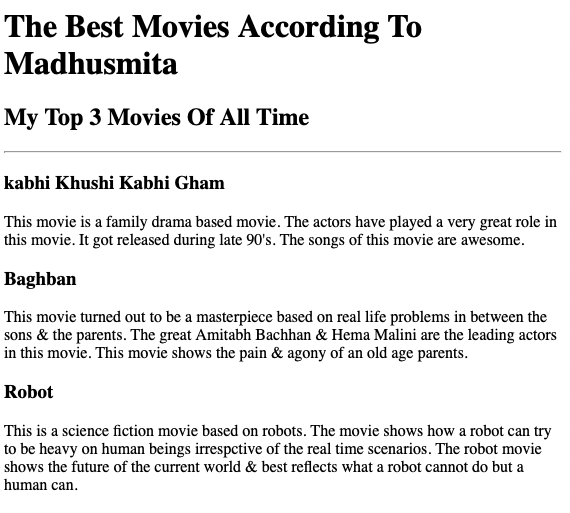 The Best Movies According To
Madhusmita
My Top 3 Movies Of All Time
kabhi Khushi Kabhi Gham
This movie is a family drama based movie. The actors have played a very great role in
this movie. It got released during late 90's. The songs of this movie are awesome.
Baghban
This movie turned out to be a masterpiece based on real life problems in between the
sons & the parents. The great Amitabh Bachhan & Hema Malini are the leading actors
in this movie. This movie shows the pain & agony of an old age parents.
Robot
This is a science fiction movie based on robots. The movie shows how a robot can try
to be heavy on human beings irrespctive of the real time scenarios. The robot movie
shows the future of the current world & best reflects what a robot cannot do but a
human can.